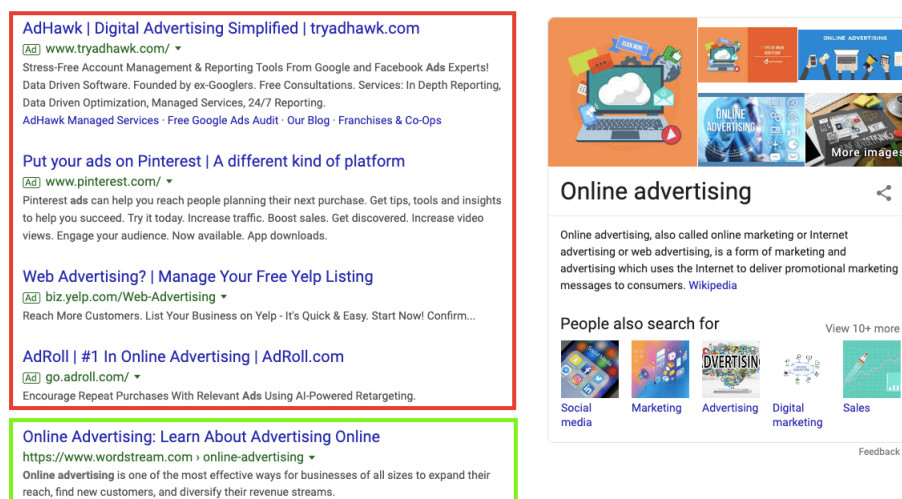 AdHawk | Digital Advertising Simplified | tryadhawk.com
Ad www.tryadhawk.com/
Stress-Free Account Management & Reporting Tools From Google and Facebook Ads Experts!
Data Driven Software. Founded by ex-Googlers. Free Consultations. Services: In Depth Reporting,
Data Driven Optimization, Managed Services, 24/7 Reporting.
AdHawk Managed Services · Free Google Ads Audit · Our Blog · Franchises & Co-Ops
Put your ads on Pinterest | A different kind of platform
Ad www.pinterest.com/
Pinterest ads can help you reach people planning their next purchase. Get tips, tools and insights
to help you succeed. Try it today. Increase traffic. Boost sales. Get discovered. Increase video
views. Engage your audience. Now available. App downloads.
Web Advertising? | Manage Your Free Yelp Listing
Ad biz.yelp.com/Web-Advertising
Reach More Customers. List Your Business on Yelp - It's Quick & Easy. Start Now! Confirm...
AdRoll | #1 In Online Advertising | AdRoll.com
Ad go.adroll.com/
Encourage Repeat Purchases With Relevant Ads Using AI-Powered Retargeting.
Online Advertising: Learn About Advertising Online
https://www.wordstream.com › online-advertising
Online advertising is one of the most effective ways for businesses of all sizes to expand their
reach, find new customers, and diversify their revenue streams.
CLICK NOW
ONLINE ADVERTISING
ONLINE
ADVERTISING
More images
Online advertising
Online advertising, also called online marketing or Internet
advertising or web advertising, is a form of marketing and
advertising which uses the Internet to deliver promotional marketing
messages to consumers. Wikipedia
People also search for
View 10+ more
Social
media
Marketing
DVERTISIN
Advertising
Digital
marketing
Sales
Feedback